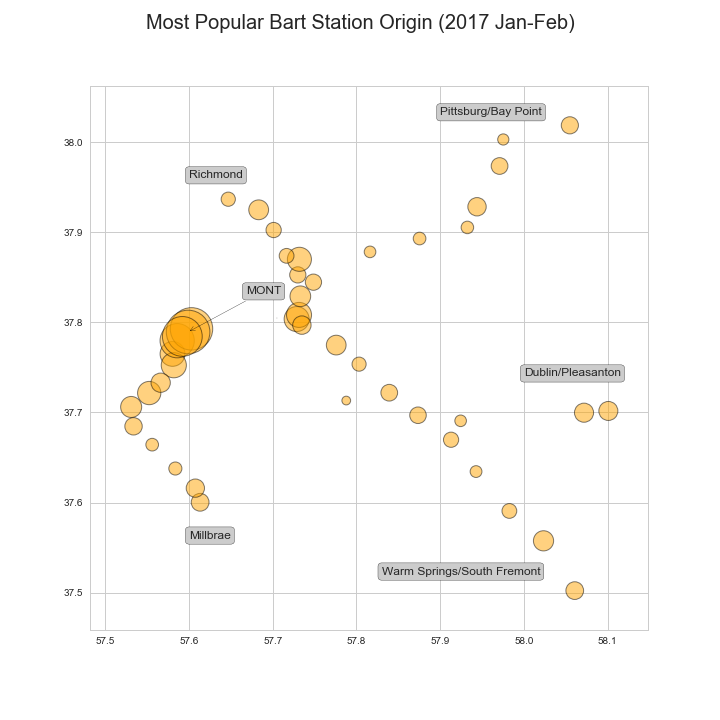 Most Popular Bart Station Origin (2017 Jan-Feb)
Pittsburg/Bay Point
38.0
Richmond
37.9
MONT
37.8
Dublin/Pleasanton
37.7
37.6
Millbrae
Warm Springs/South Fremont
37.5
57.5 57.6 57.7 57.8 57.9 58.0 58.1